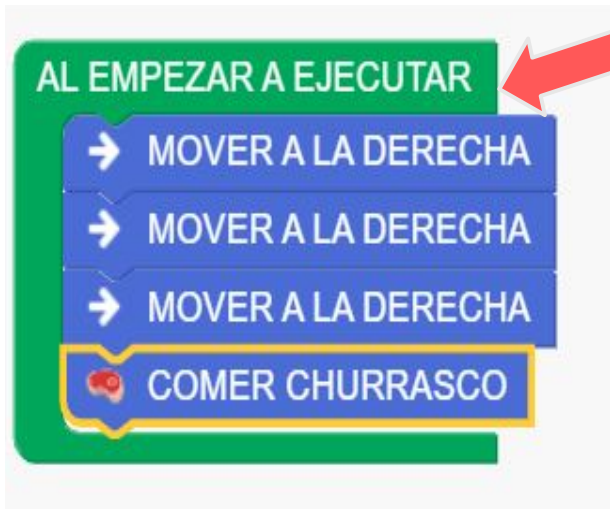 AL EMPEZAR A EJECUTAR
MOVER A LA DERECHA
MOVER A LA DERECHA
MOVER A LA DERECHA
COMER CHURRASCO